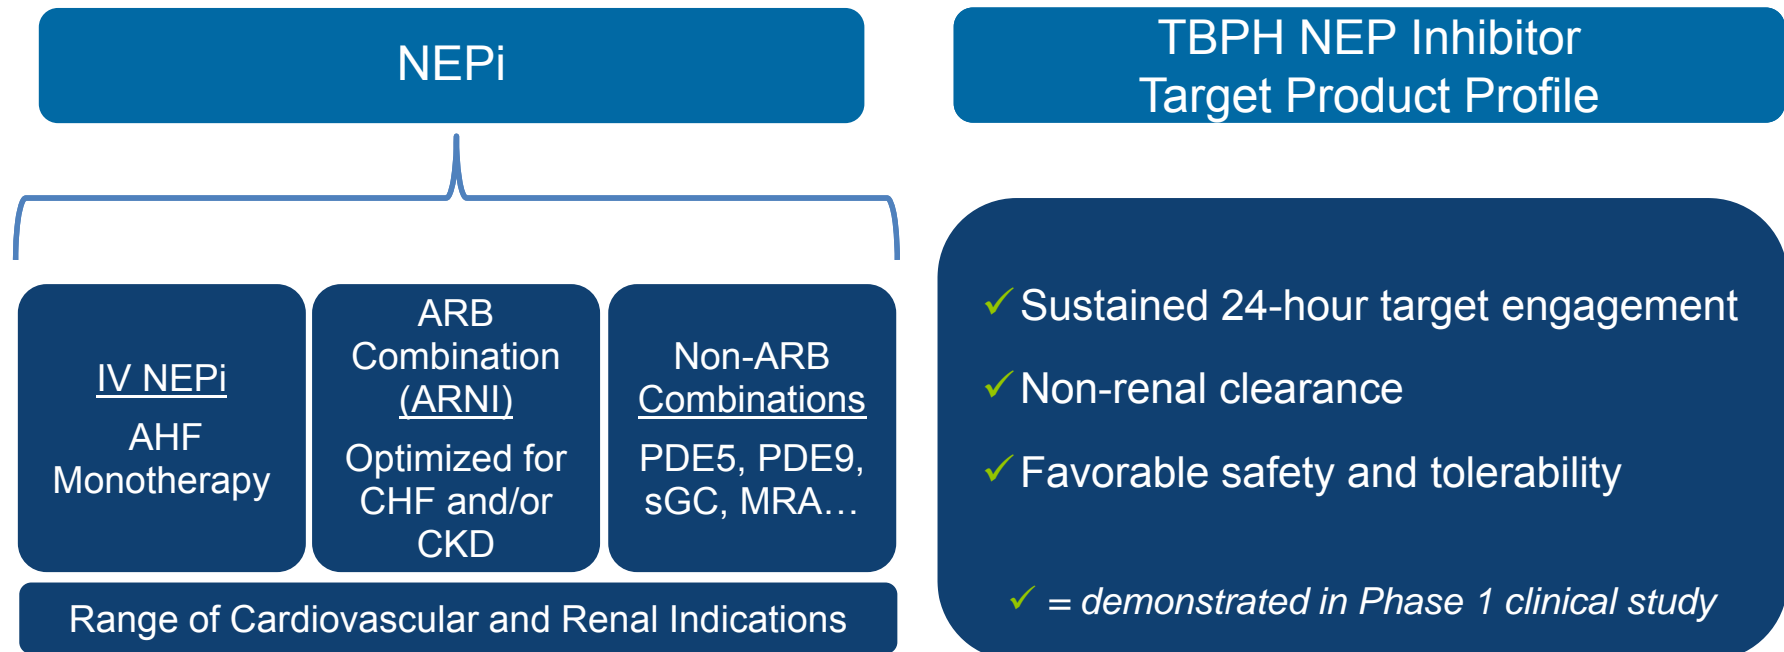 NEPi
IV NEPi
AHF
Monotherapy
ARB
Combination
(ARNI)
Optimized for
CHF and/or
CKD
Non-ARB
Combinations
PDE5, PDE9,
sGC, MRA…
Range of Cardiovascular and Renal Indications
TBPH NEP Inhibitor
Target Product Profile
✓ Sustained 24-hour target engagement
✓ Non-renal clearance
✓ Favorable safety and tolerability
✓ = demonstrated in Phase 1 clinical study